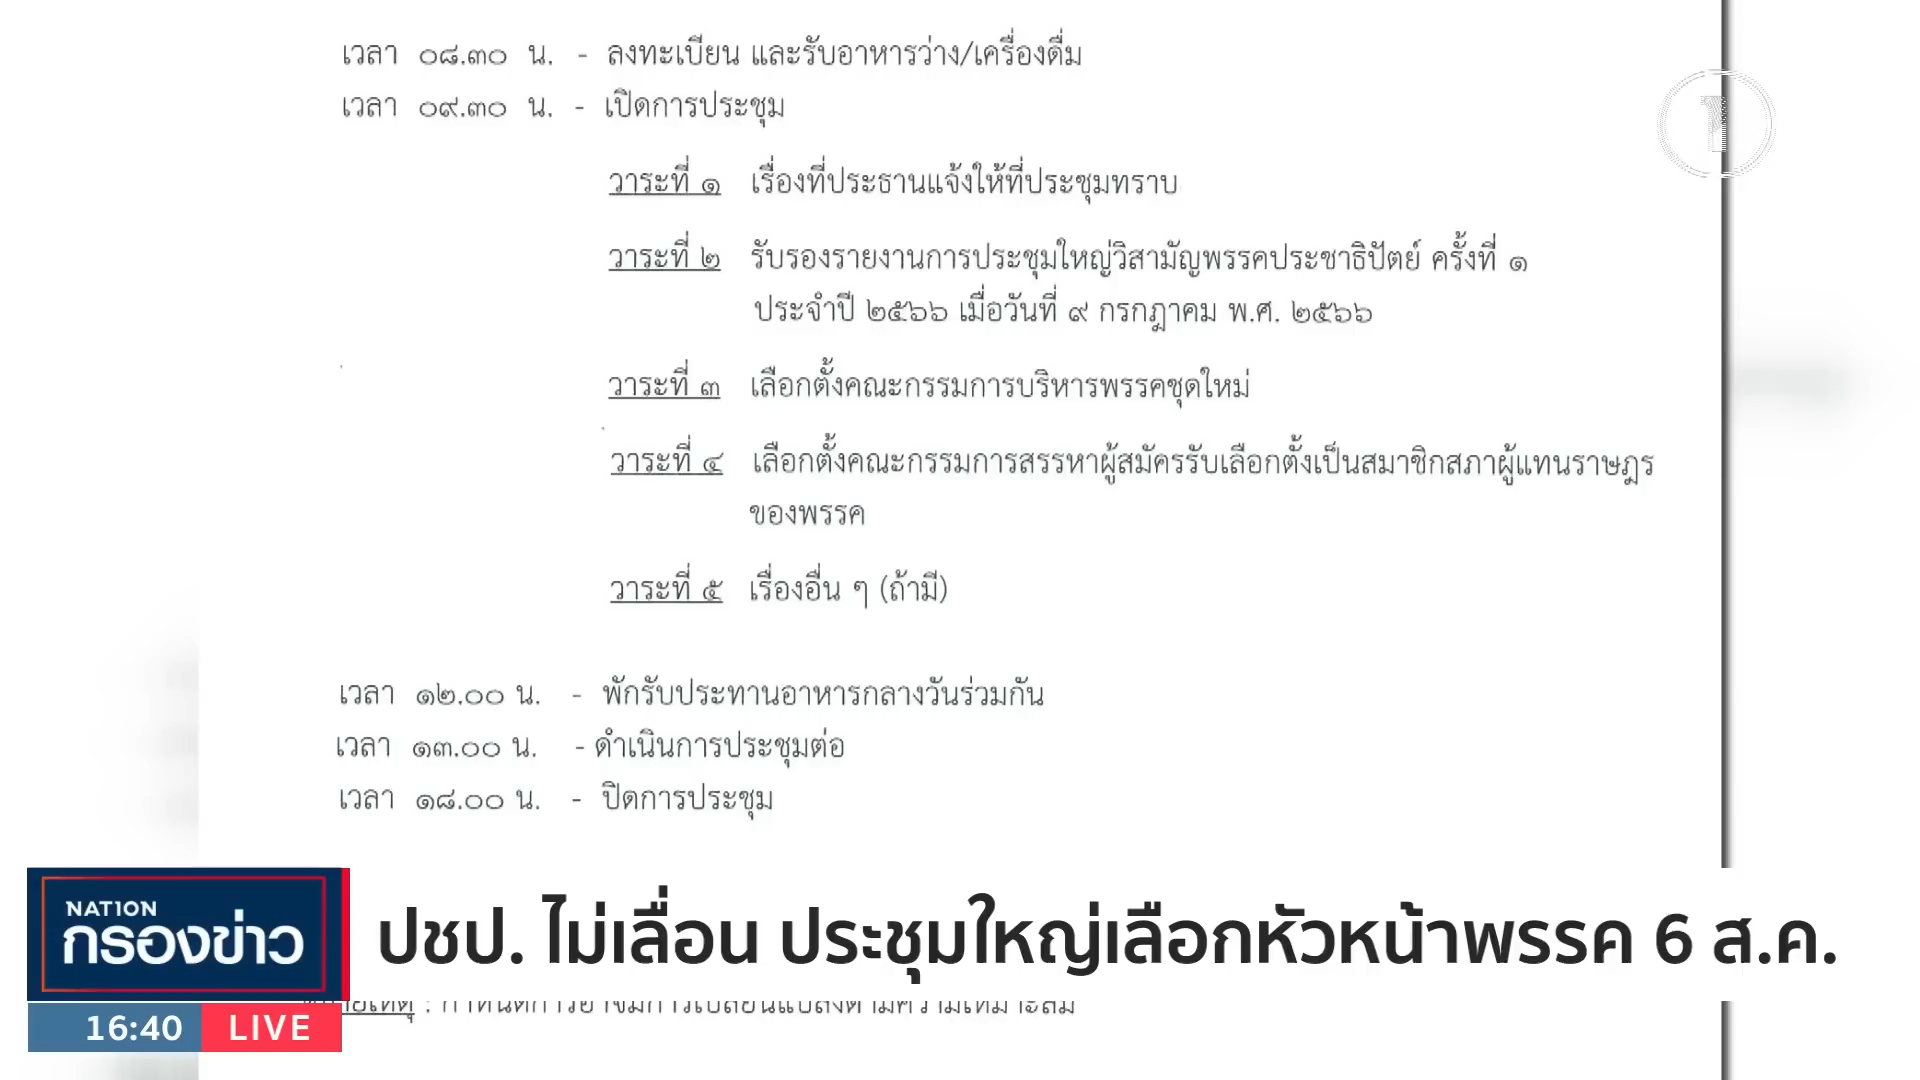 เวลา ๐๘.๓๐ น. - ลงทะเบียน และรับอาหารว่าง/เครื่องดื่ม
เวลา ๐๙.๓๐ น. - เปิดการประชุม
วาระที่ ๑ เรื่องที่ประธานแจ้งให้ที่ประชุมทราบ
วาระที่ ๒ รับรองรายงานการประชุมใหญ่วิสามัญพรรคประชาธิปัตย์ ครั้งที่ ๑
ประจำปี ๒๕๖๖ เมื่อวันที่ ๙ กรกฎาคม พ.ศ. ๒๕๖๖
วาระที่ ๓ เลือกตั้งคณะกรรมการบริหารพรรคชุดใหม่
วาระที่ ๔ เลือกตั้งคณะกรรมการสรรหาผู้สมัครรับเลือกตั้งเป็นสมาชิกสภาผู้แทนราษฎร
ของพรรค
วาระที่ ๕ เรื่องอื่น ๆ (ถ้ามี)
เวลา ๑๒.๐๐ น. - พักรับประทานอาหารกลางวันร่วมกัน
เวลา ๑๓.๐๐ น. - ดำเนินการประชุมต่อ
เวลา ๑๘.๐๐ น. - ปิดการประชุม
NATION
กรองข่าว
ปชป. ไม่เลื่อน ประชุมใหญ่เลือกหัวหน้าพรรค 6 ส.ค.
16:40 LIVE